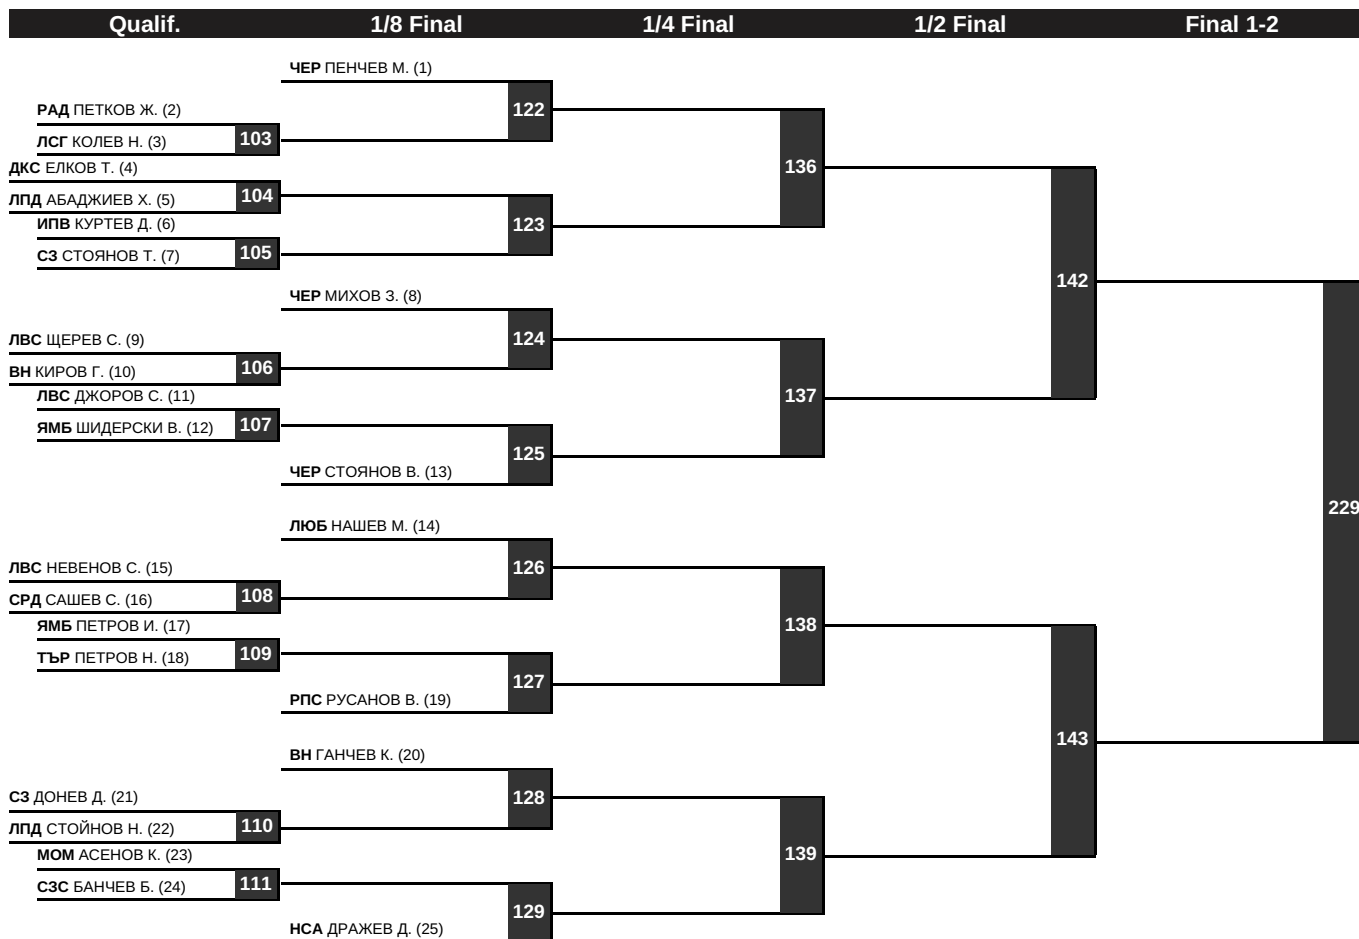 Qualif. 1/8 Final 1/4 Final 1/2 Final Final 1-2
ЧЕР ПЕНЧЕВ М. (1)
122
РАД ПЕТКОВ Ж. (2)
103
ЛСГ КОЛЕВ Н. (3)
136
ДКС ЕЛКОВ Т. (4)
104
ЛПД АБАДЖИЕВ Х. (5)
123
ИПВ КУРТЕВ Д. (6)
105
СЗ СТОЯНОВ Т. (7)
142
ЧЕР МИХОВ З. (8)
124
ЛВС ЩЕРЕВ С. (9)
106
ВН КИРОВ Г. (10)
137
ЛВС ДЖОРОВ С. (11)
107
ЯМБ ШИДЕРСКИ В. (12)
125
ЧЕР СТОЯНОВ В. (13)
229
ЛЮБ НАШЕВ М. (14)
126
ЛВС НЕВЕНОВ С. (15)
108
СРД САШЕВ С. (16)
138
ЯМБ ПЕТРОВ И. (17)
109
ТЪР ПЕТРОВ Н. (18)
127
РПС РУСАНОВ В. (19)
143
ВН ГАНЧЕВ К. (20)
128
СЗ ДОНЕВ Д. (21)
110
ЛПД СТОЙНОВ Н. (22)
139
МОМ АСЕНОВ К. (23)
111
СЗС БАНЧЕВ Б. (24)
129
НСА ДРАЖЕВ Д. (25)